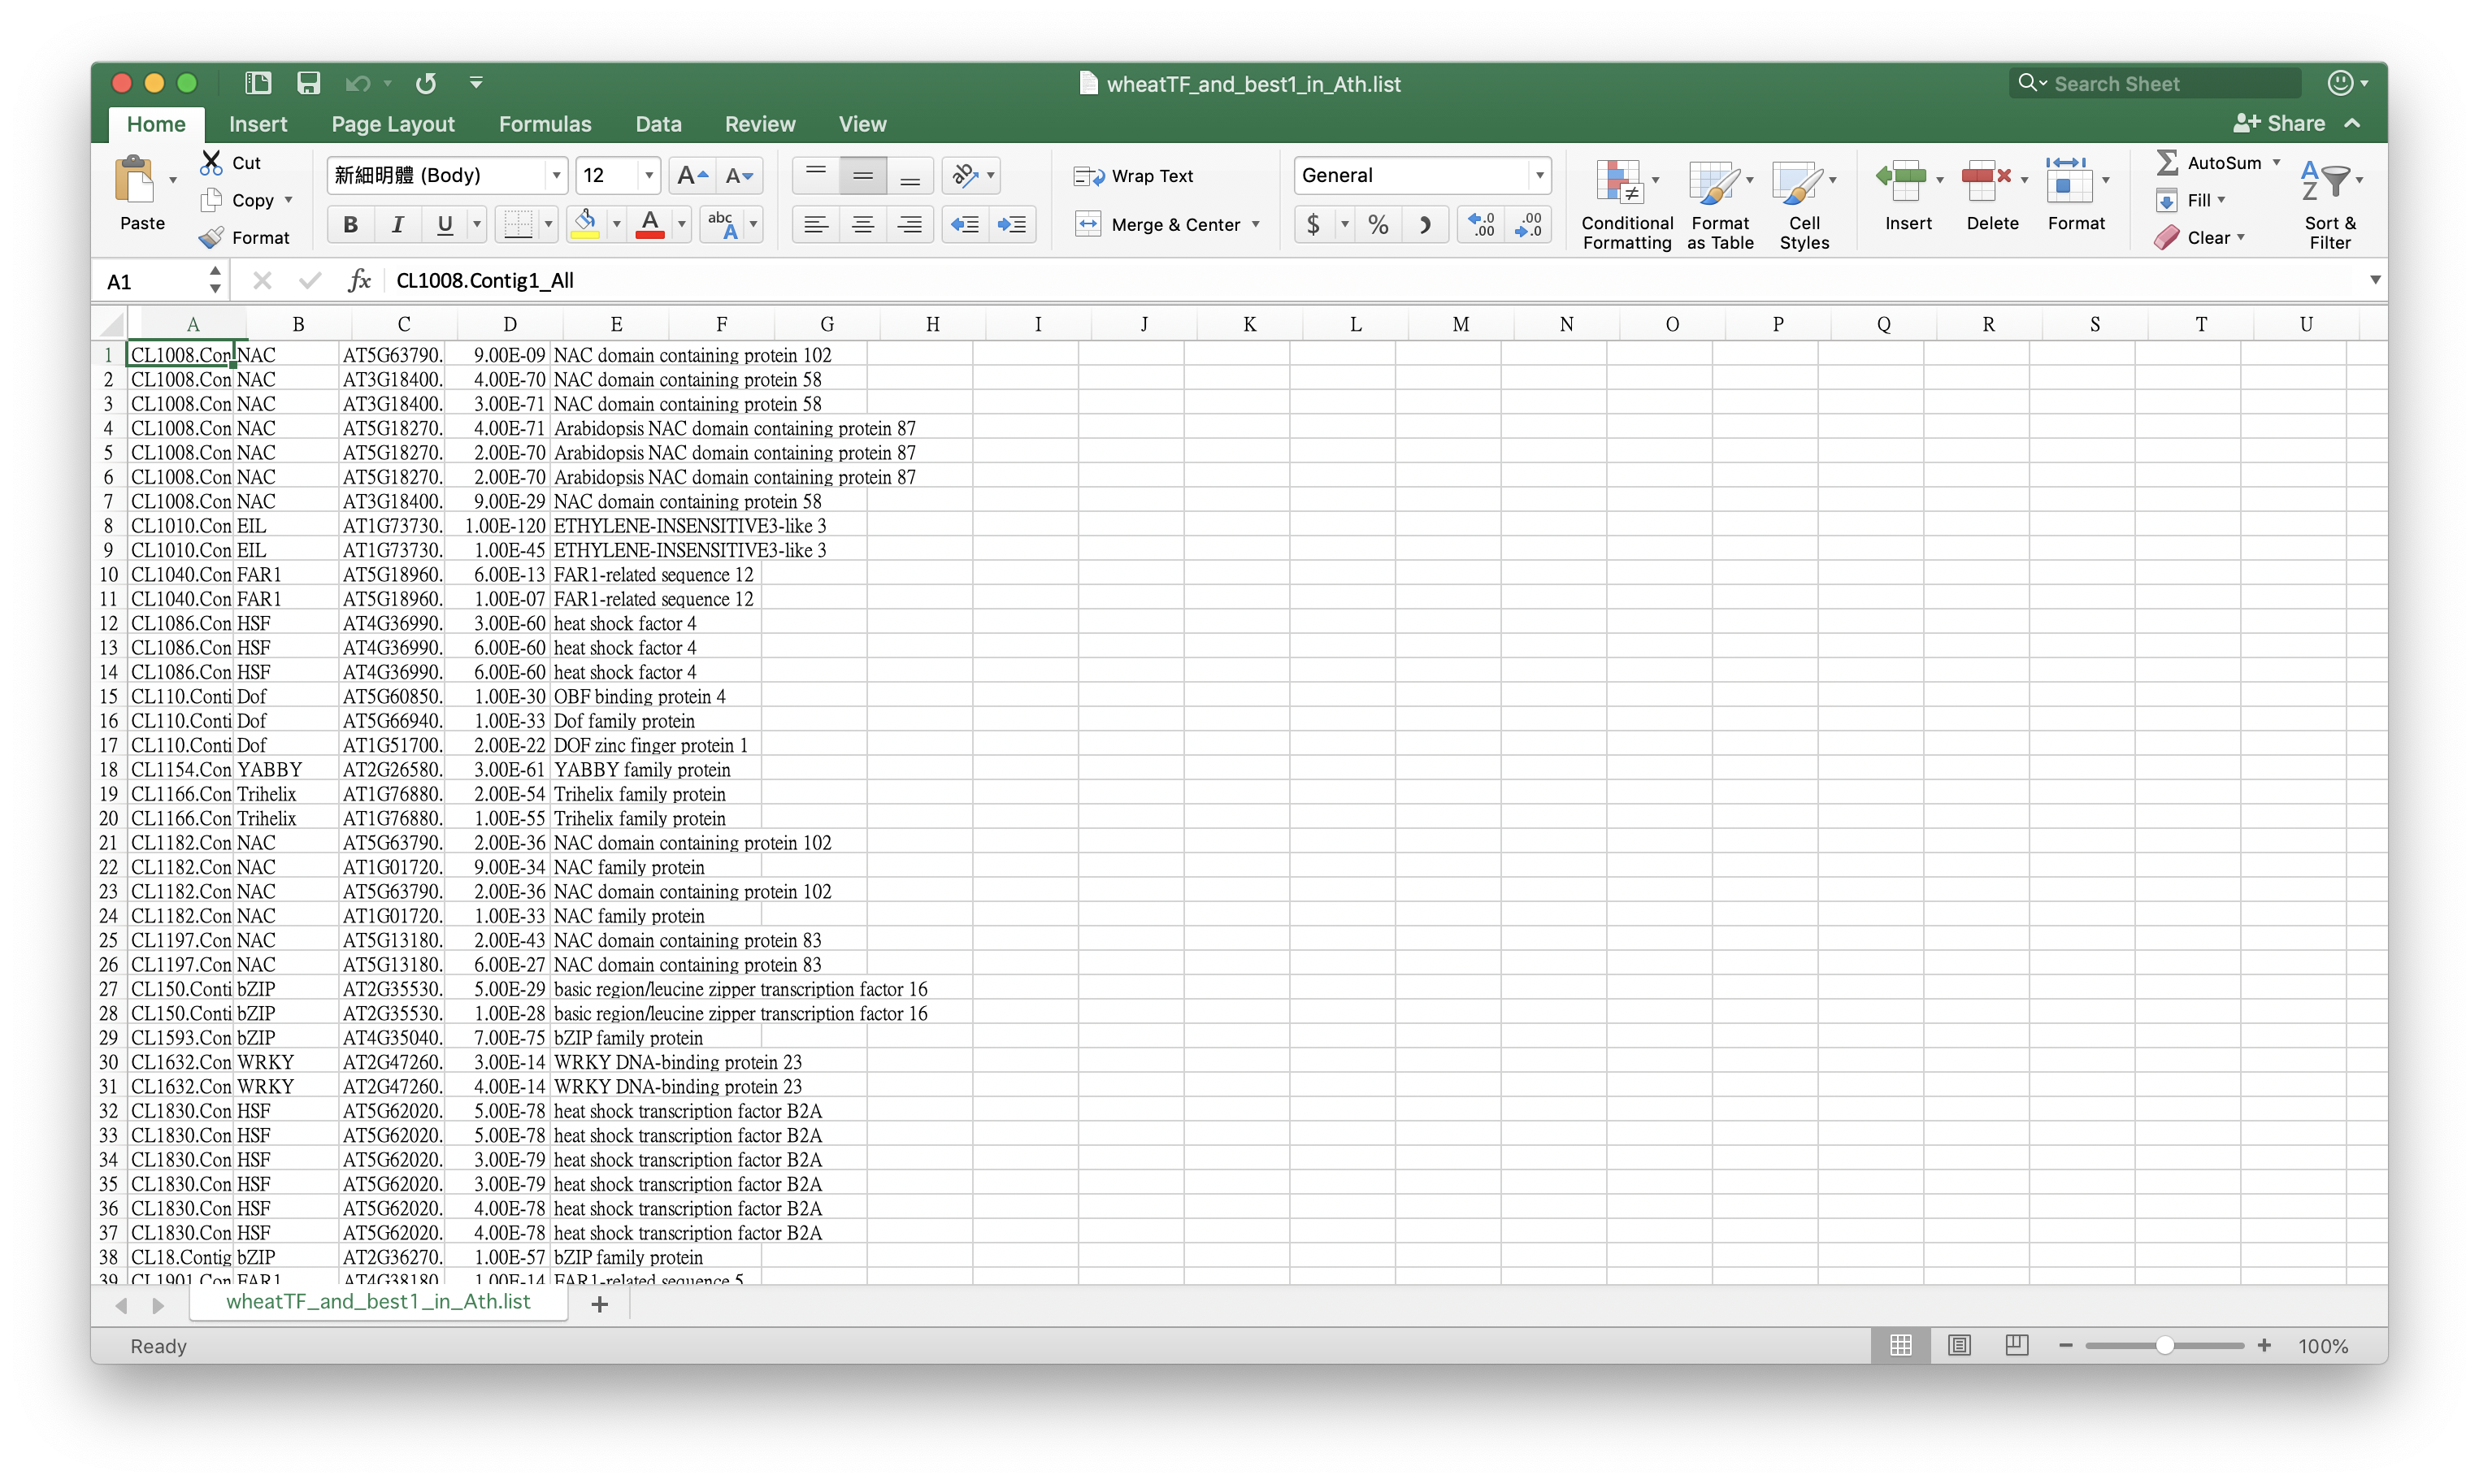 wheatTF_and_best1_in_Ath.list
Search Sheet
Home Insert Page Layout Formulas Data Review View Share
Paste Cut Copy Format
新細明體 (Body) 12 A A
B I U A abc A
ab Wrap Text
Merge & Center
General
$ % .0 .00 .00 .0
Conditional Formatting Format as Table Cell Styles
Insert Delete Format
AutoSum Fill Clear
A Z Sort & Filter
A1 fx CL1008.Contig1_All
A B C D E F G H I J K L M N O P Q R S T U
1 CL1008.Con NAC AT5G63790. 9.00E-09 NAC domain containing protein 102
2 CL1008.Con NAC AT3G18400. 4.00E-70 NAC domain containing protein 58
3 CL1008.Con NAC AT3G18400. 3.00E-71 NAC domain containing protein 58
4 CL1008.Con NAC AT5G18270. 4.00E-71 Arabidopsis NAC domain containing protein 87
5 CL1008.Con NAC AT5G18270. 2.00E-70 Arabidopsis NAC domain containing protein 87
6 CL1008.Con NAC AT5G18270. 2.00E-70 Arabidopsis NAC domain containing protein 87
7 CL1008.Con NAC AT3G18400. 9.00E-29 NAC domain containing protein 58
8 CL1010.Con EIL AT1G73730. 1.00E-120 ETHYLENE-INSENSITIVE3-like 3
9 CL1010.Con EIL AT1G73730. 1.00E-45 ETHYLENE-INSENSITIVE3-like 3
10 CL1040.Con FAR1 AT5G18960. 6.00E-13 FAR1-related sequence 12
11 CL1040.Con FAR1 AT5G18960. 1.00E-07 FAR1-related sequence 12
12 CL1086.Con HSF AT4G36990. 3.00E-60 heat shock factor 4
13 CL1086.Con HSF AT4G36990. 6.00E-60 heat shock factor 4
14 CL1086.Con HSF AT4G36990. 6.00E-60 heat shock factor 4
15 CL110.Conti Dof AT5G60850. 1.00E-30 OBF binding protein 4
16 CL110.Conti Dof AT5G66940. 1.00E-33 Dof family protein
17 CL110.Conti Dof AT1G51700. 2.00E-22 DOF zinc finger protein 1
18 CL1154.Con YABBY AT2G26580. 3.00E-61 YABBY family protein
19 CL1166.Con Trihelix AT1G76880. 2.00E-54 Trihelix family protein
20 CL1166.Con Trihelix AT1G76880. 1.00E-55 Trihelix family protein
21 CL1182.Con NAC AT5G63790. 2.00E-36 NAC domain containing protein 102
22 CL1182.Con NAC AT1G01720. 9.00E-34 NAC family protein
23 CL1182.Con NAC AT5G63790. 2.00E-36 NAC domain containing protein 102
24 CL1182.Con NAC AT1G01720. 1.00E-33 NAC family protein
25 CL1197.Con NAC AT5G13180. 2.00E-43 NAC domain containing protein 83
26 CL1197.Con NAC AT5G13180. 6.00E-27 NAC domain containing protein 83
27 CL150.Conti bZIP AT2G35530. 5.00E-29 basic region/leucine zipper transcription factor 16
28 CL150.Conti bZIP AT2G35530. 1.00E-28 basic region/leucine zipper transcription factor 16
29 CL1593.Con bZIP AT4G35040. 7.00E-75 bZIP family protein
30 CL1632.Con WRKY AT2G47260. 3.00E-14 WRKY DNA-binding protein 23
31 CL1632.Con WRKY AT2G47260. 4.00E-14 WRKY DNA-binding protein 23
32 CL1830.Con HSF AT5G62020. 5.00E-78 heat shock transcription factor B2A
33 CL1830.Con HSF AT5G62020. 5.00E-78 heat shock transcription factor B2A
34 CL1830.Con HSF AT5G62020. 3.00E-79 heat shock transcription factor B2A
35 CL1830.Con HSF AT5G62020. 3.00E-79 heat shock transcription factor B2A
36 CL1830.Con HSF AT5G62020. 4.00E-78 heat shock transcription factor B2A
37 CL1830.Con HSF AT5G62020. 4.00E-78 heat shock transcription factor B2A
38 CL18.Contig bZIP AT2G36270. 1.00E-57 bZIP family protein
39 CL1901.Con FAR1 AT4G38180. 1.00E-14 FAR1-related sequence 5
wheatTF_and_best1_in_Ath.list +
Ready 100%